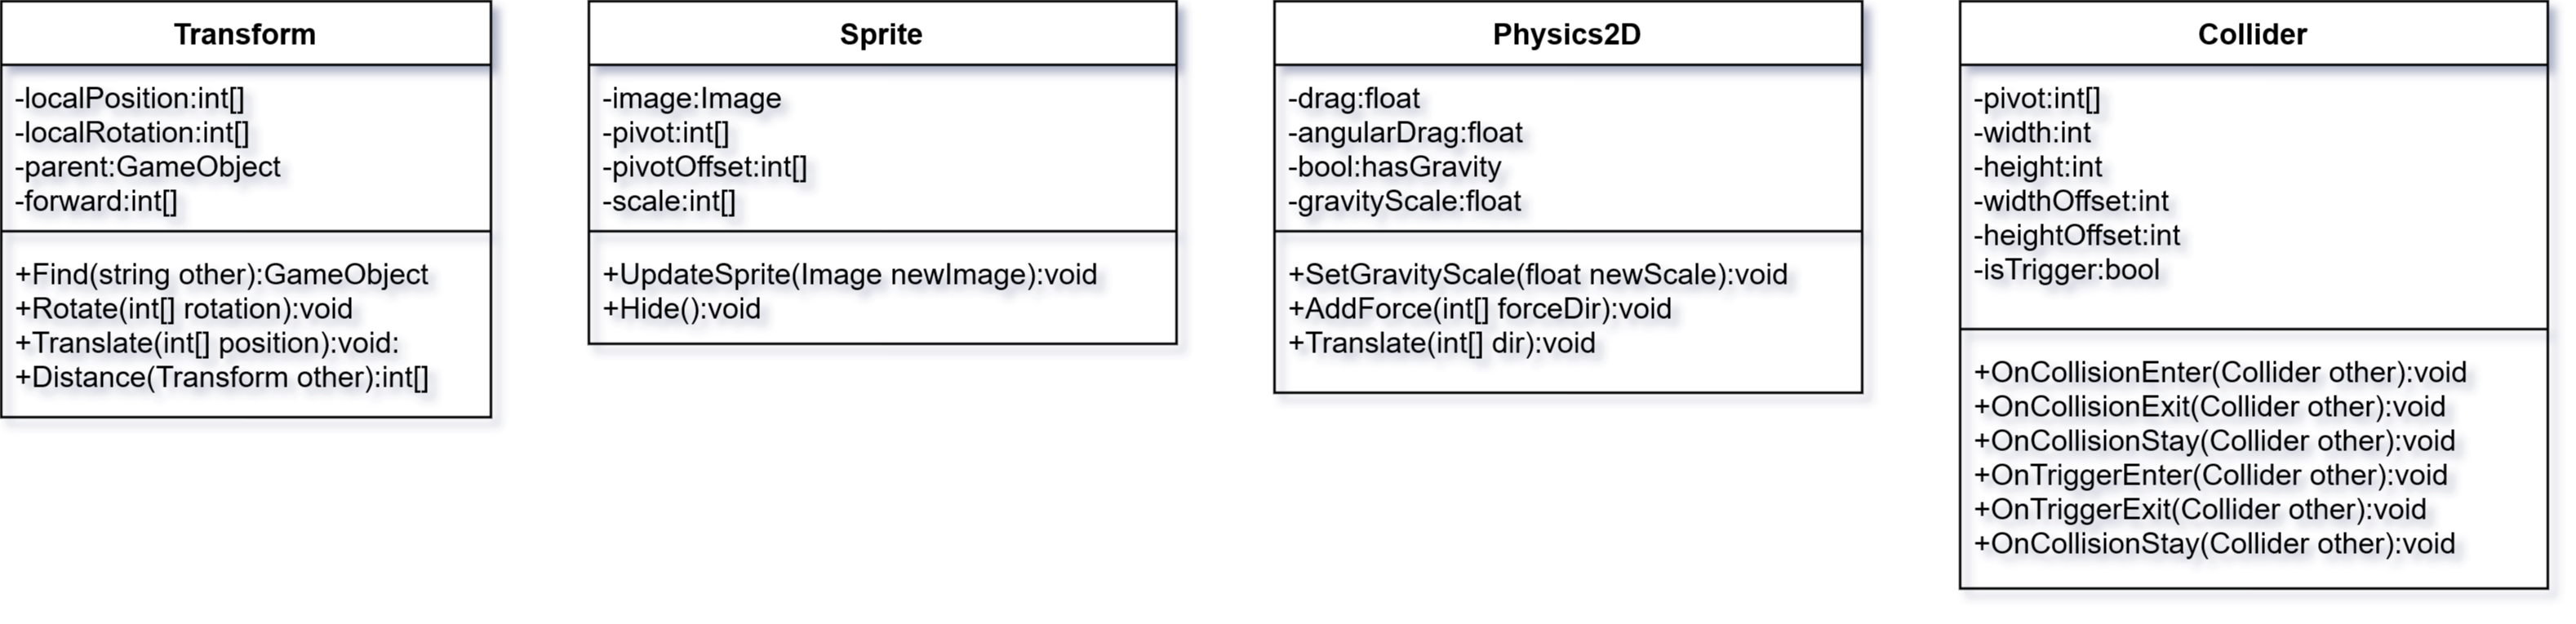 Transform
-localPosition:int[]
-localRotation:int[]
-parent:GameObject
-forward:int[]
+Find(string other):GameObject
+Rotate(int[] rotation):void
+Translate(int[] position):void:
+Distance(Transform other):int[]
Sprite
-image:Image
-pivot:int[]
-pivotOffset:int[]
-scale:int[]
+UpdateSprite(Image newImage):void
+Hide():void
Physics2D
-drag:float
-angularDrag:float
-bool:hasGravity
-gravityScale:float
+SetGravityScale(float newScale):void
+AddForce(int[] forceDir):void
+Translate(int[] dir):void
Collider
-pivot:int[]
-width:int
-height:int
-widthOffset:int
-heightOffset:int
-isTrigger:bool
+OnCollisionEnter(Collider other):void
+OnCollisionExit(Collider other):void
+OnCollisionStay(Collider other):void
+OnTriggerEnter(Collider other):void
+OnTriggerExit(Collider other):void
+OnCollisionStay(Collider other):void